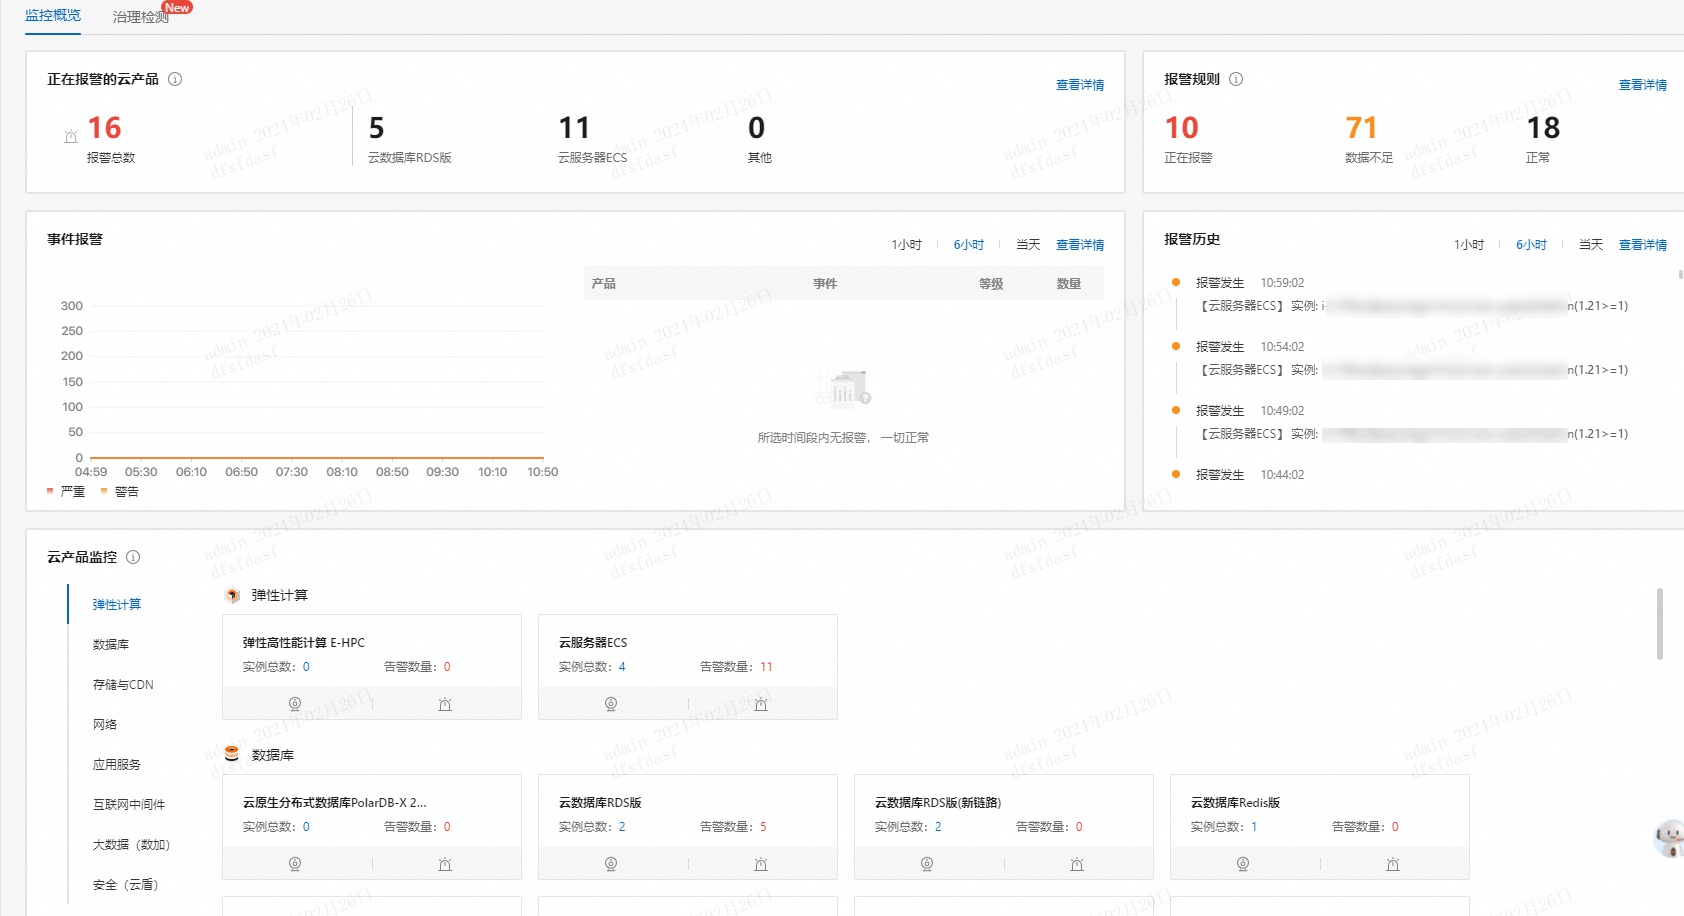 监控概览
治理检测
New
正在报警的云产品
查看详情
16
报警总数
5
云数据库RDS版
11
云服务器ECS
0
其他
报警规则
查看详情
10
正在报警
71
数据不足
18
正常
事件报警
1小时
6小时
当天
查看详情
300
250
200
150
100
50
0
04:59 05:30 06:10 06:50 07:30 08:10 08:50 09:30 10:10 10:50
严重 警告
产品 事件 等级 数量
所选时间段内无报警， 一切正常
报警历史
1小时
6小时
当天
查看详情
报警发生 10:59:02
【云服务器ECS】 实例: i- n(1.21>=1)
报警发生 10:54:02
【云服务器ECS】 实例: n(1.21>=1)
报警发生 10:49:02
【云服务器ECS】 实例: n(1.21>=1)
报警发生 10:44:02
云产品监控
弹性计算
数据库
存储与CDN
网络
应用服务
互联网中间件
大数据（数加）
安全（云盾）
弹性计算
弹性高性能计算 E-HPC
实例总数: 0 告警数量: 0
云服务器ECS
实例总数: 4 告警数量: 11
数据库
云原生分布式数据库PolarDB-X 2...
实例总数: 0 告警数量: 0
云数据库RDS版
实例总数: 2 告警数量: 5
云数据库RDS版(新链路)
实例总数: 2 告警数量: 0
云数据库Redis版
实例总数: 1 告警数量: 0
admin 2024年02月26日
dfsfdasf